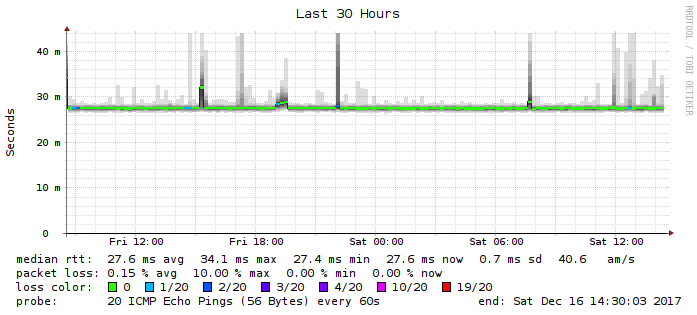 Last 30 Hours
RRDTOOL / TOBI OETIKER
Seconds
40 m
30 m
20 m
10 m
0
Fri 12:00 Fri 18:00 Sat 00:00 Sat 06:00 Sat 12:00
median rtt: 27.6 ms avg 34.1 ms max 27.4 ms min 27.6 ms now 0.7 ms sd 40.6 am/s
packet loss: 0.15 % avg 10.00 % max 0.00 % min 0.00 % now
loss color: 0 1/20 2/20 3/20 4/20 10/20 19/20
probe: 20 ICMP Echo Pings (56 Bytes) every 60s end: Sat Dec 16 14:30:03 2017